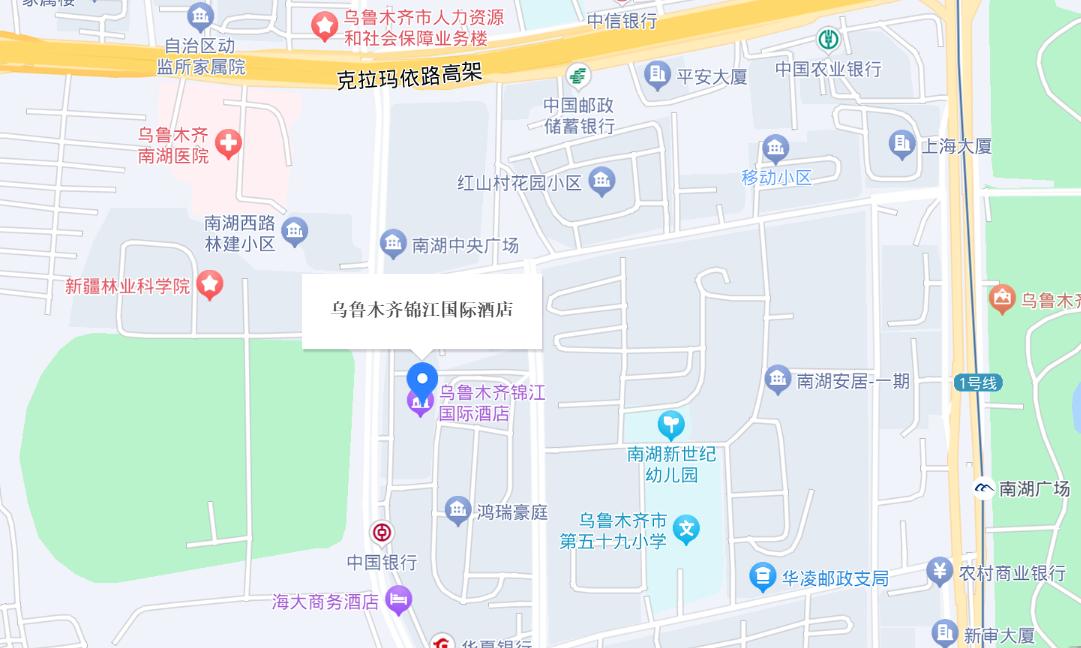 乌鲁木齐市人力资源
和社会保障业务楼
中信银行
自治区动
监所家属院
克拉玛依路高架
平安大厦
中国农业银行
中国邮政
储蓄银行
乌鲁木齐
南湖医院
上海大厦
移动小区
红山村花园小区
南湖西路
林建小区
南湖中央广场
新疆林业科学院
乌鲁木齐锦江国际酒店
乌鲁木
1号线
南湖安居-一期
乌鲁木齐锦江
国际酒店
南湖新世纪
幼儿园
南湖广场
鸿瑞豪庭
乌鲁木齐市
第五十九小学
文
中国银行
华凌邮政支局
农村商业银行
海大商务酒店
新审大厦
华夏银行